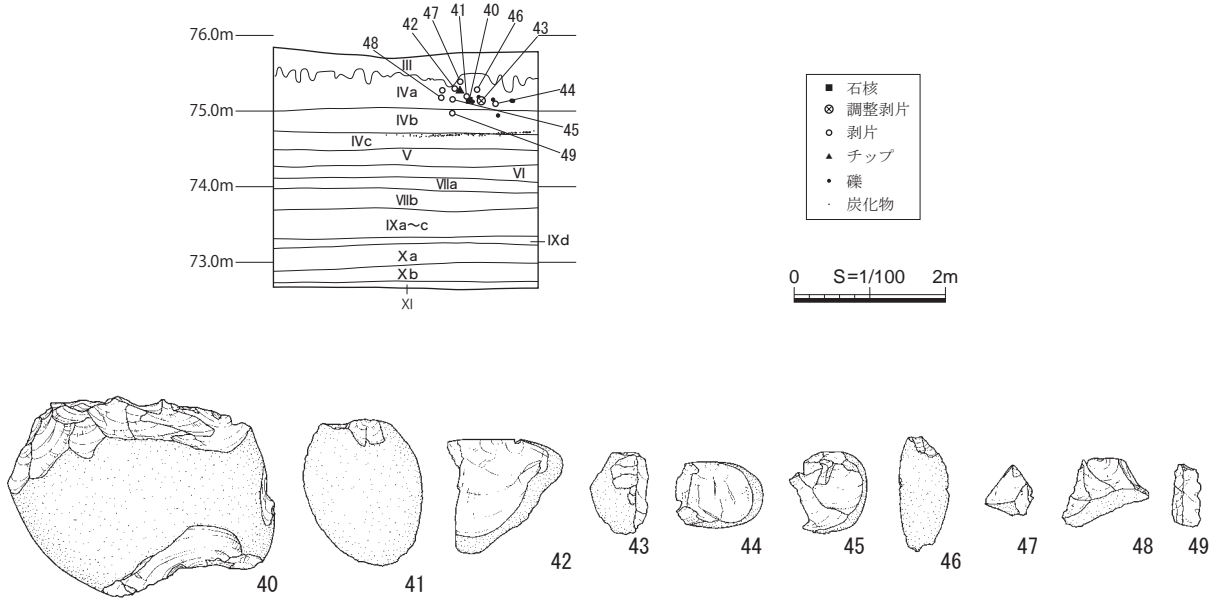 47 41 40 46
42 43
48
76.0m
III
IVa
44
75.0m
IVb
45
IVc
49
V
VI
74.0m
VIIa
VIIb
IXa～c
IXd
Xa
73.0m
Xb
XI
■ 石核
⊗ 調整剥片
○ 剥片
▲ チップ
• 礫
· 炭化物
0 S=1/100 2m
40 41 42 43 44 45 46 47 48 49